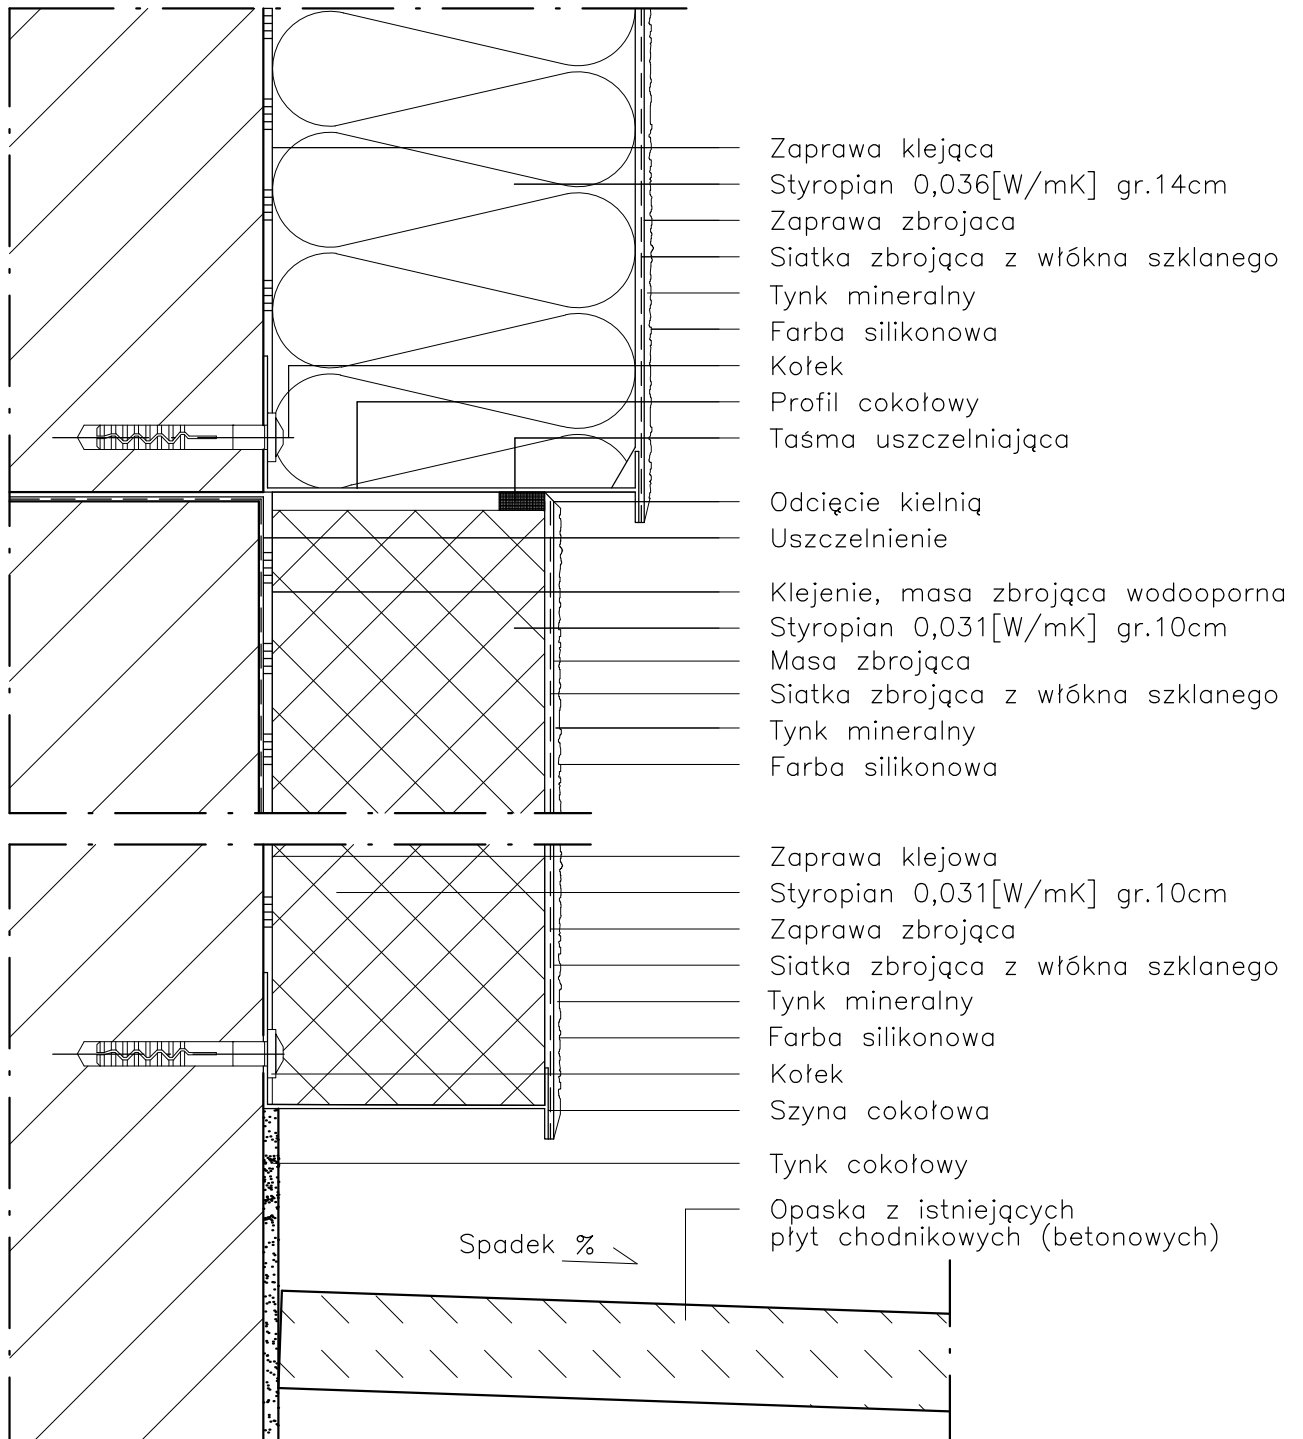 Zaprawa klejąca
Styropian 0,036[W/mK] gr.14cm
Zaprawa zbrojaca
Siatka zbrojąca z włókna szklanego
Tynk mineralny
Farba silikonowa
Kołek
Profil cokołowy
Taśma uszczelniająca
Odcięcie kielnią
Uszczelnienie
Klejenie, masa zbrojąca wodooporna
Styropian 0,031[W/mK] gr.10cm
Masa zbrojąca
Siatka zbrojąca z włókna szklanego
Tynk mineralny
Farba silikonowa
Zaprawa klejowa
Styropian 0,031[W/mK] gr.10cm
Zaprawa zbrojąca
Siatka zbrojąca z włókna szklanego
Tynk mineralny
Farba silikonowa
Kołek
Szyna cokołowa
Tynk cokołowy
Opaska z istniejących
płyt chodnikowych (betonowych)
Spadek %